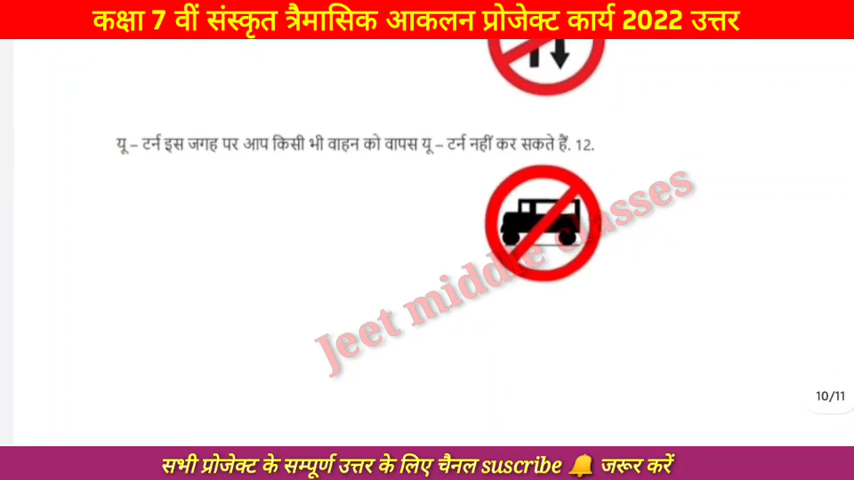 कक्षा 7 वीं संस्कृत त्रैमासिक आकलन प्रोजेक्ट कार्य 2022 उत्तर
यू – टर्न इस जगह पर आप किसी भी वाहन को वापस यू – टर्न नहीं कर सकते हैं. 12.
Jeet middle classes
10/11
सभी प्रोजेक्ट के सम्पूर्ण उत्तर के लिए चैनल suscribe 🔔 जरूर करें